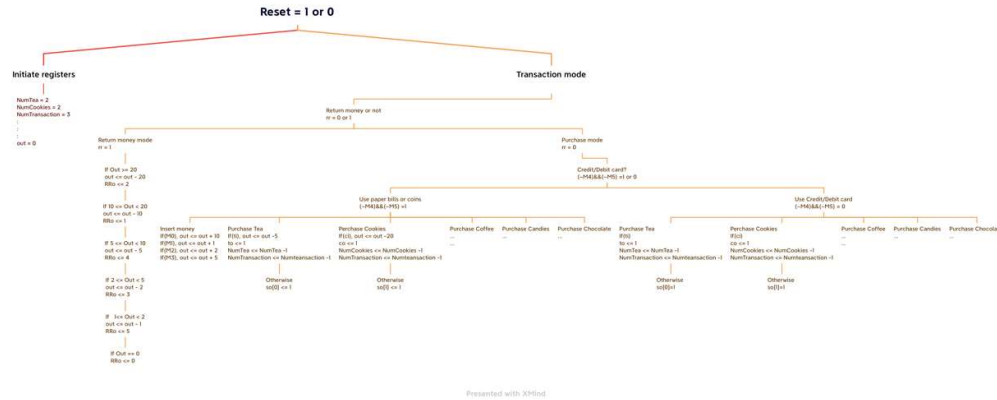 Reset = 1 or 0
Initiate registers
Transaction mode
NumTea = 2
NumCookies = 2
NumTransaction = 3
:
:
:
out = 0
Return money or not
rr = 0 or 1
Return money mode
rr = 1
Purchase mode
rr = 0
If Out >= 20
out <= out - 20
RRo <= 2
If 10 <= Out < 20
out <= out - 10
RRo <= 1
If 5 <= Out < 10
out <= out - 5
RRo <= 4
If 2 <= Out < 5
out <= out - 2
RRo <= 3
If 1<= Out < 2
out <= out - 1
RRo <= 5
If Out == 0
RRo <= 0
Credit/Debit card?
(~M4)&&(~M5) =1 or 0
Use paper bills or coins
(~M4)&&(~M5) =1
Use Credit/Debit card
(~M4)&&(~M5) = 0
Insert money
If(M0), out <= out + 10
If(M1), out <= out + 1
If(M2), out <= out + 2
If(M3), out <= out + 5
Purchase Tea
If(ti), out <= out -5
to <= 1
NumTea <= NumTea -1
NumTransaction <= Numteansaction -1
Otherwise
so[0] <= 1
Perchase Cookies
If(ci), out <= out -20
co <= 1
NumCookies <= NumCookies -1
NumTransaction <= Numteansaction -1
Otherwise
so[1] <= 1
Purchase Coffee
...
...
Purchase Candies
...
...
Purchase Chocolate
...
...
Purchase Tea
If(ti)
to <= 1
NumTea <= NumTea -1
NumTransaction <= Numteansaction -1
Otherwise
so[0]=1
Perchase Cookies
If(ci)
co <= 1
NumCookies <= NumCookies -1
NumTransaction <= Numteansaction -1
Otherwise
so[1]=1
Purchase Coffee
...
...
Purchase Candies
...
...
Purchase Chocola
...
...
Presented with XMind